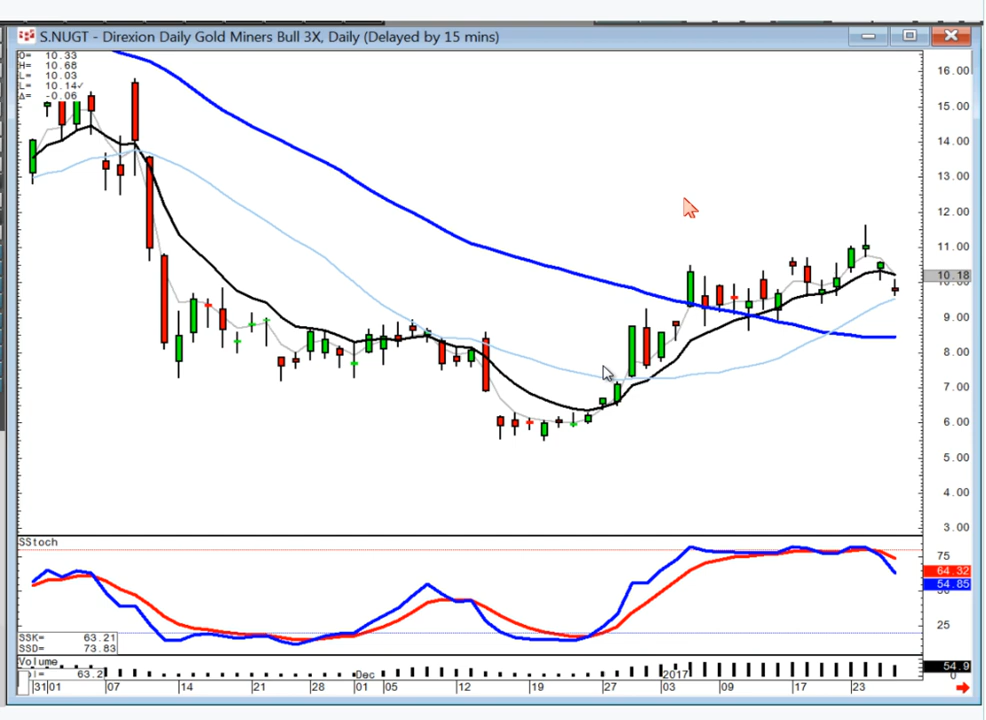 S.NUGT - Direxion Daily Gold Miners Bull 3X, Daily (Delayed by 15 mins)
O= 10.33
H= 10.68
L= 10.03
L= 10.14✓
Δ= -0.06
16.00
15.00
14.00
13.00
12.00
11.00
10.18
9.00
8.00
7.00
6.00
5.00
4.00
3.00
SStoch
75
64.32
54.85
25
SSK= 63.21
SSD= 73.83
Volume
63.2
54.9
0
31 01 07 14 21 28 Dec 01 05 12 19 27 2017 03 09 17 23